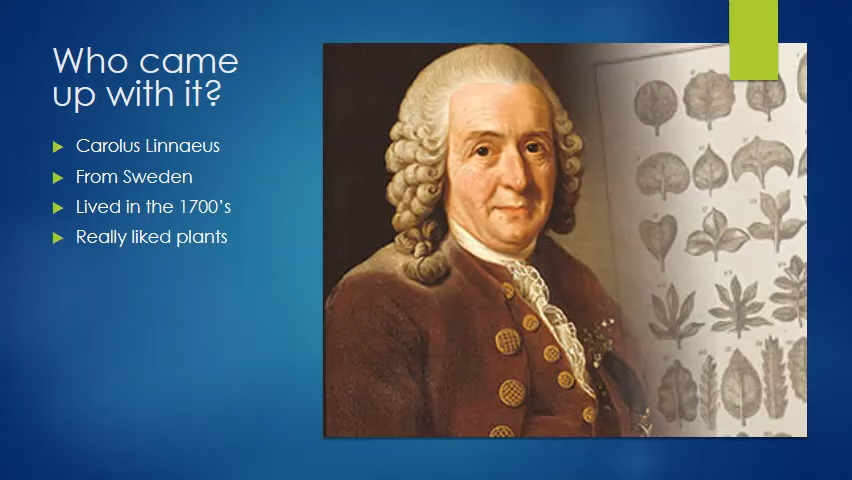 Who came
up with it?
Carolus Linnaeus
From Sweden
Lived in the 1700’s
Really liked plants